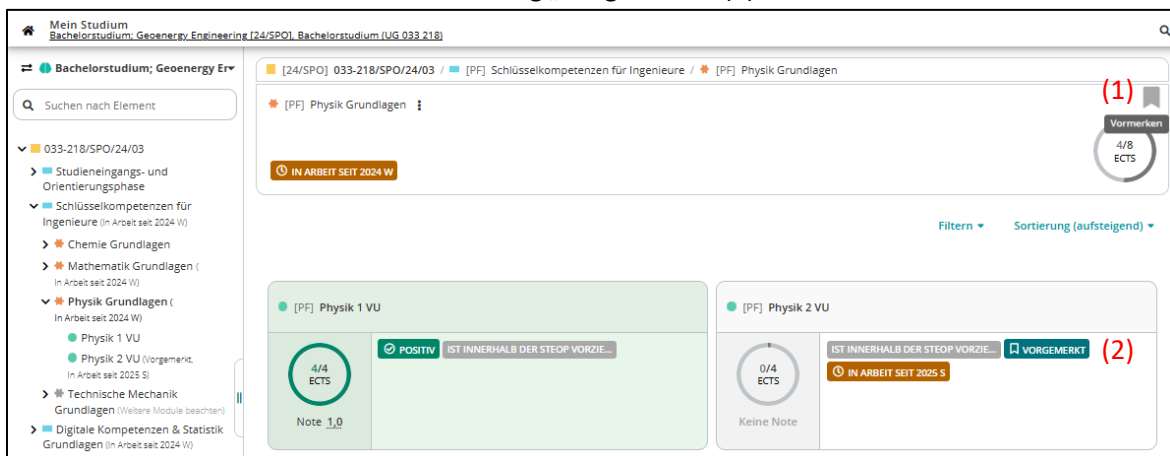 Mein Studium
Bachelorstudium; Geoenergy Engineering [24/SPO], Bachelorstudium (UG 033 218)
Bachelorstudium; Geoenergy Er
Suchen nach Element
033-218/SPO/24/03
Studieneingangs- und
Orientierungsphase
Schlüsselkompetenzen für
Ingenieure (In Arbeit seit 2024 W)
Chemie Grundlagen
Mathematik Grundlagen (
In Arbeit seit 2024 W)
Physik Grundlagen (
In Arbeit seit 2024 W)
Physik 1 VU
Physik 2 VU (Vorgemerkt,
In Arbeit seit 2025 S)
Technische Mechanik
Grundlagen (Weitere Module beachten)
Digitale Kompetenzen & Statistik
Grundlagen (In Arbeit seit 2024 W)
[24/SPO] 033-218/SPO/24/03 / [PF] Schlüsselkompetenzen für Ingenieure / [PF] Physik Grundlagen
[PF] Physik Grundlagen
(1)
Vormerken
4/8
ECTS
IN ARBEIT SEIT 2024 W
Filtern Sortierung (aufsteigend)
[PF] Physik 1 VU
4/4
ECTS
Note 1,0
POSITIV IST INNERHALB DER STEOP VORZIE...
[PF] Physik 2 VU
0/4
ECTS
Keine Note
IST INNERHALB DER STEOP VORZIE... VORGEMERKT (2)
IN ARBEIT SEIT 2025 S